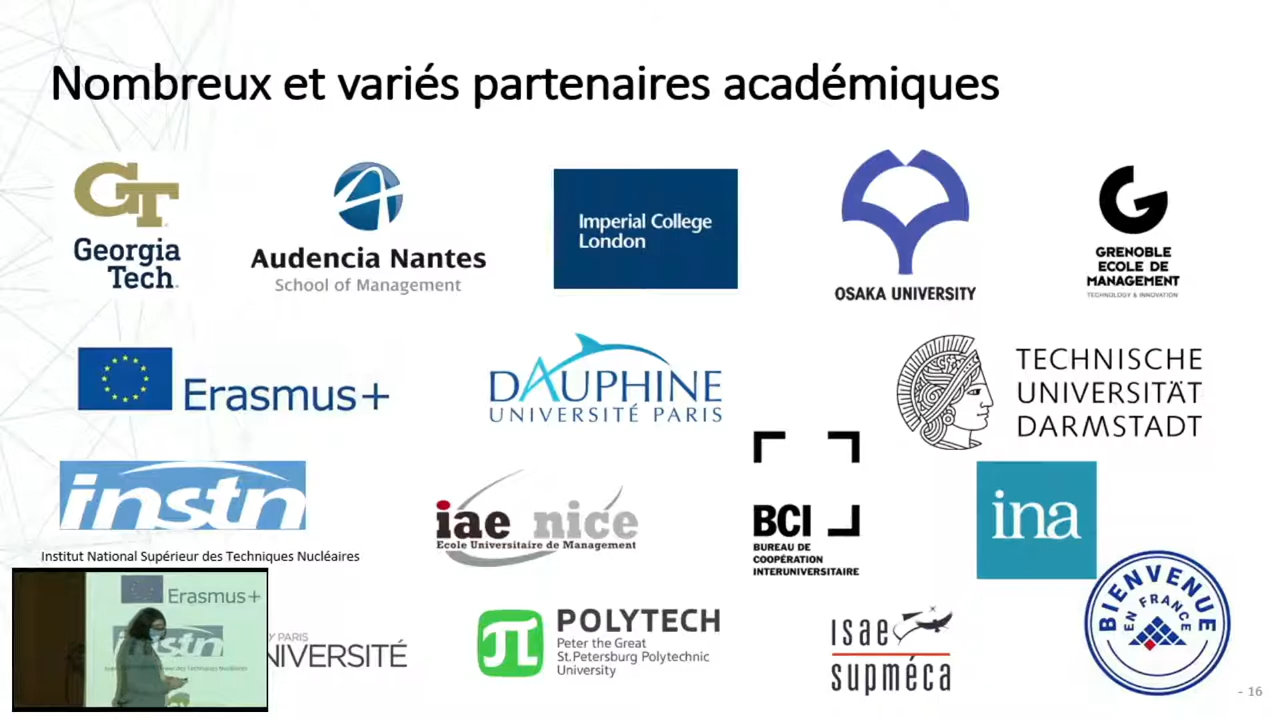 Nombreux et variés partenaires académiques
GT
Georgia
Tech
Audencia Nantes
School of Management
Imperial College
London
OSAKA UNIVERSITY
G
GRENOBLE
ECOLE DE
MANAGEMENT
TECHNOLOGY & INNOVATION
Erasmus+
DAUPHINE
UNIVERSITÉ PARIS
TECHNISCHE
UNIVERSITÄT
DARMSTADT
instn
Institut National Supérieur des Techniques Nucléaires
iae nice
Ecole Universitaire de Management
BCI
BUREAU DE
COOPÉRATION
INTERUNIVERSITAIRE
ina
BIENVENUE
EN FRANCE
Erasmus+
instn
Y PARIS
NIVERSITÉ
POLYTECH
Peter the Great
St.Petersburg Polytechnic
University
isae
supméca
- 16